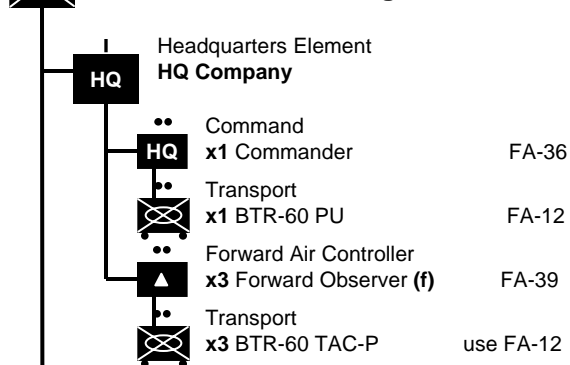 Headquarters Element
HQ HQ Company
Command
HQ x1 Commander FA-36
Transport
x1 BTR-60 PU FA-12
Forward Air Controller
x3 Forward Observer (f) FA-39
Transport
x3 BTR-60 TAC-P use FA-12